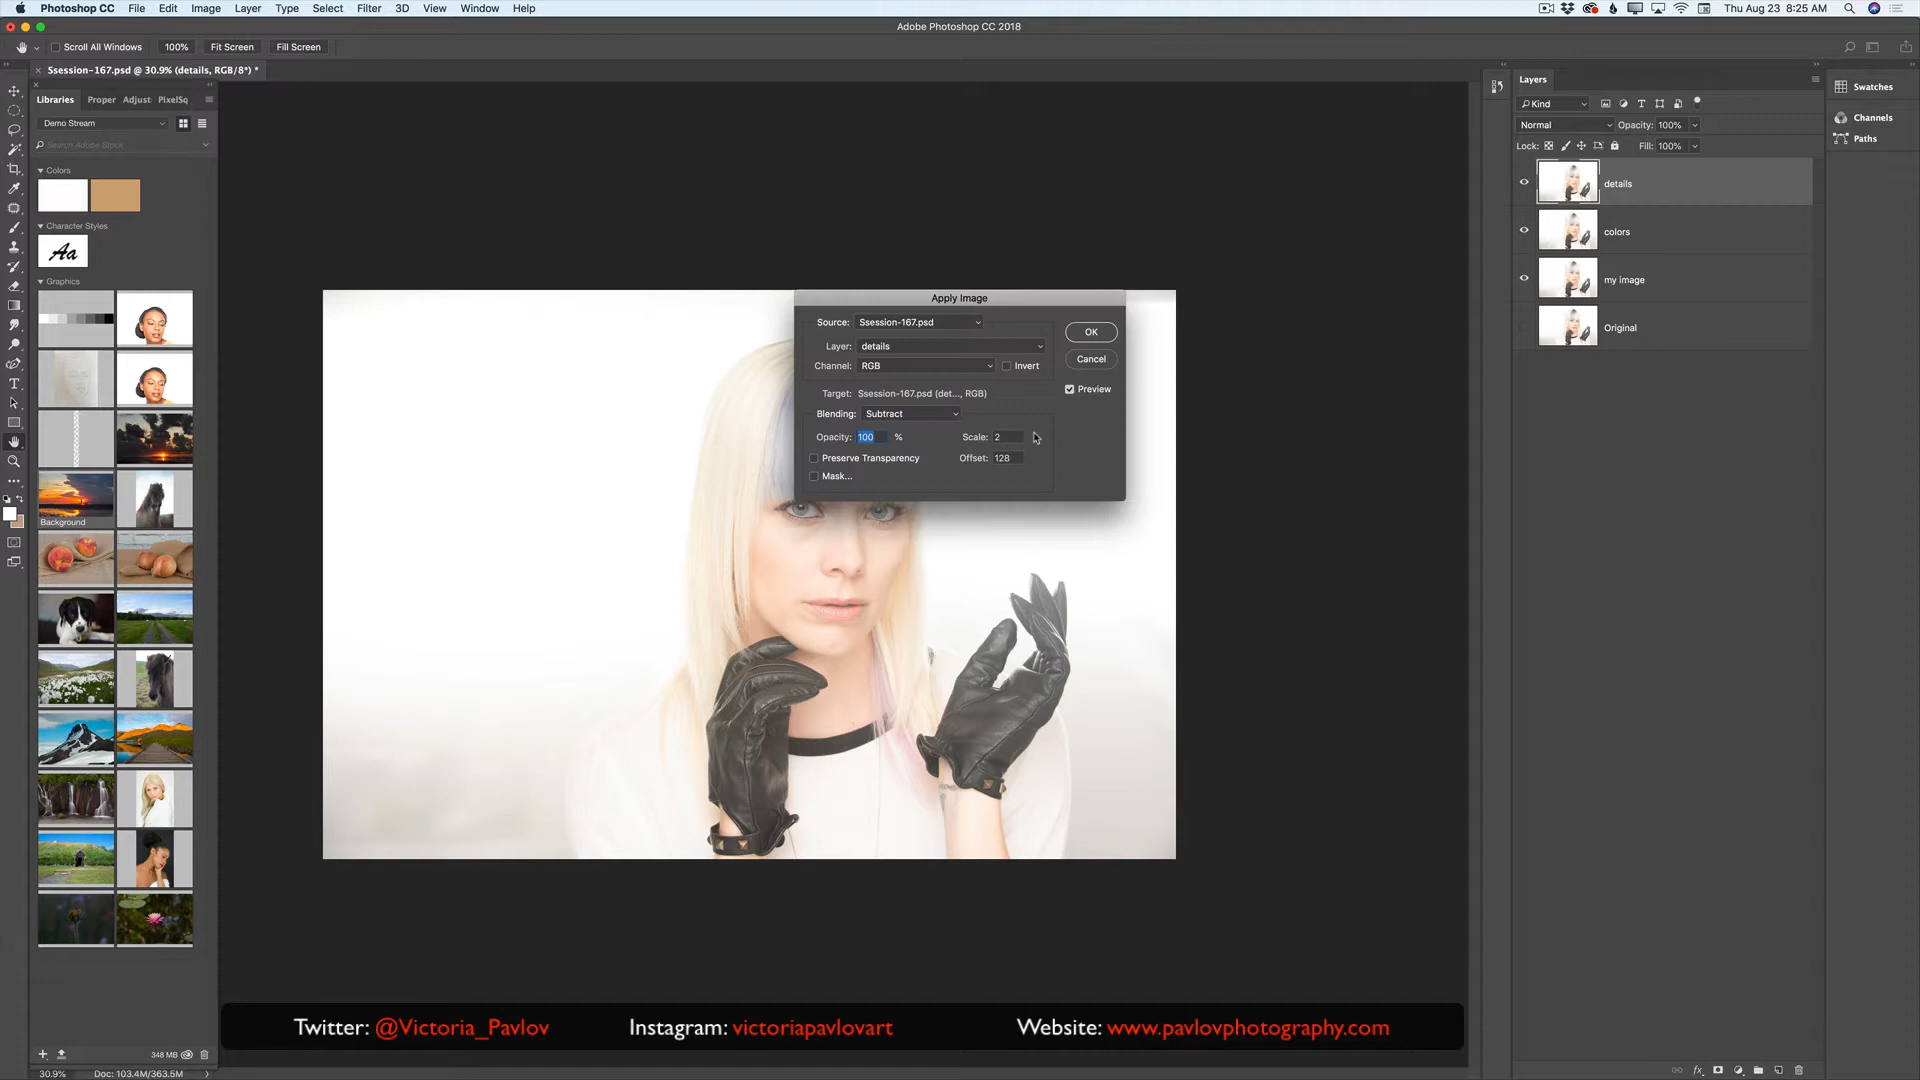 Photoshop CC File Edit Image Layer Type Select Filter 3D View Window Help
Thu Aug 23 8:25 AM
Adobe Photoshop CC 2018
Scroll All Windows 100% Fit Screen Fill Screen
Ssession-167.psd @ 30.9% (details, RGB/8*) *
Libraries Proper Adjust PixelSq
Demo Stream
Search Adobe Stock
Colors
Character Styles
Aa
Graphics
Background
348 MB
30.9% Doc: 103.4M/363.5M
Apply Image
Source: Ssession-167.psd
Layer: details
Channel: RGB Invert
Target: Ssession-167.psd (det..., RGB)
Blending: Subtract
Opacity: 100 % Scale: 2
Preserve Transparency Offset: 128
Mask...
OK
Cancel
Preview
Layers
Kind
Normal Opacity: 100%
Lock: Fill: 100%
details
colors
my image
Original
Swatches
Channels
Paths
Twitter: @Victoria_Pavlov Instagram: victoriapavlovart Website: www.pavlovphotography.com